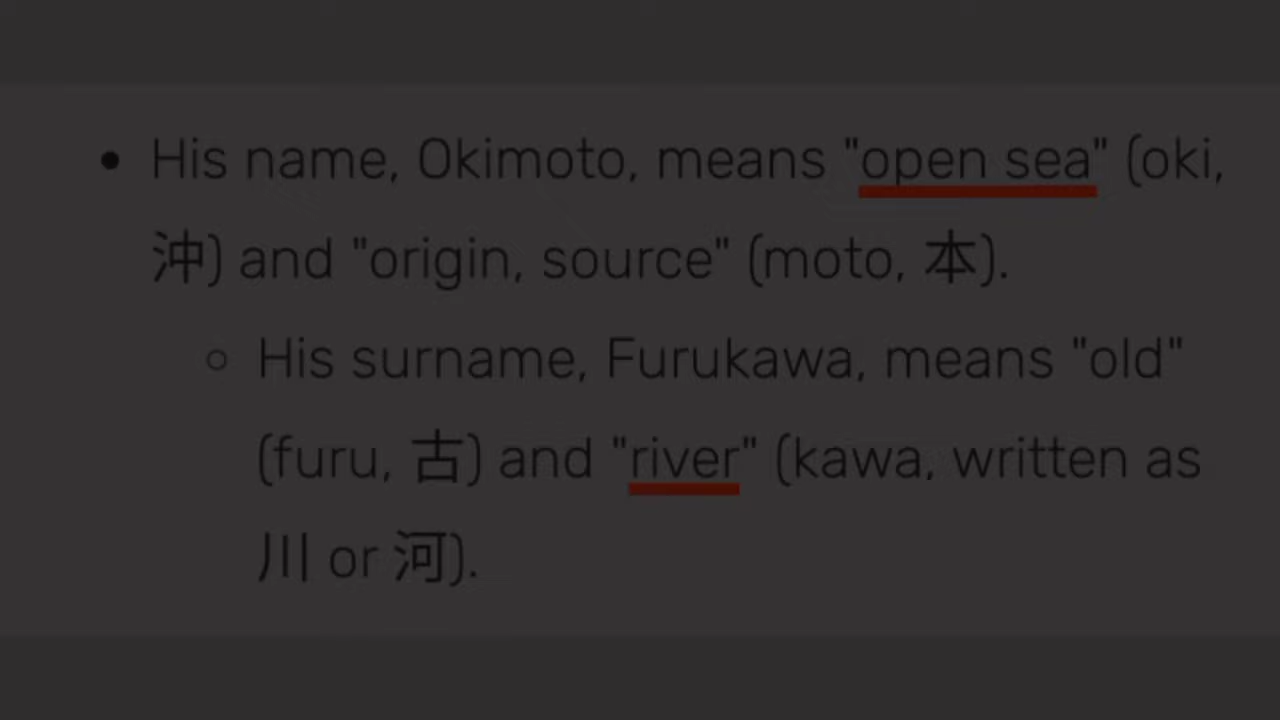 • His name, Okimoto, means "open sea" (oki,
沖) and "origin, source" (moto, 本).
○ His surname, Furukawa, means "old"
(furu, 古) and "river" (kawa, written as
川 or 河).